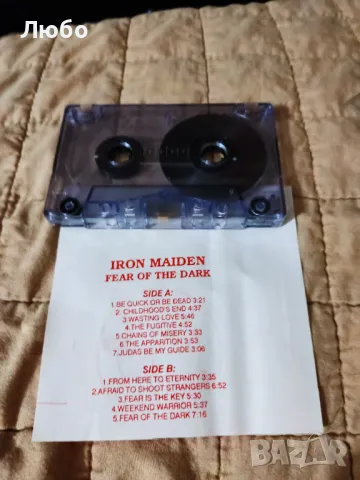 Любо
IRON MAIDEN
FEAR OF THE DARK
SIDE A:
1.BE QUICK OR BE DEAD 3:21
2. CHILDHOOD'S END 4:37
3.WASTING LOVE 5:46
4.THE FUGITIVE 4:52
5.CHAINS OF MISERY 3:33
6.THE APPARITION 3:53
7.JUDAS BE MY GUIDE 3:06
SIDE B:
1.FROM HERE TO ETERNITY 3:35
2.AFRAID TO SHOOT STRANGERS 6:52
3.FEAR IS THE KEY 5:30
4.WEEKEND WARRIOR 5:37
5.FEAR OF THE DARK 7:16
BAZAR